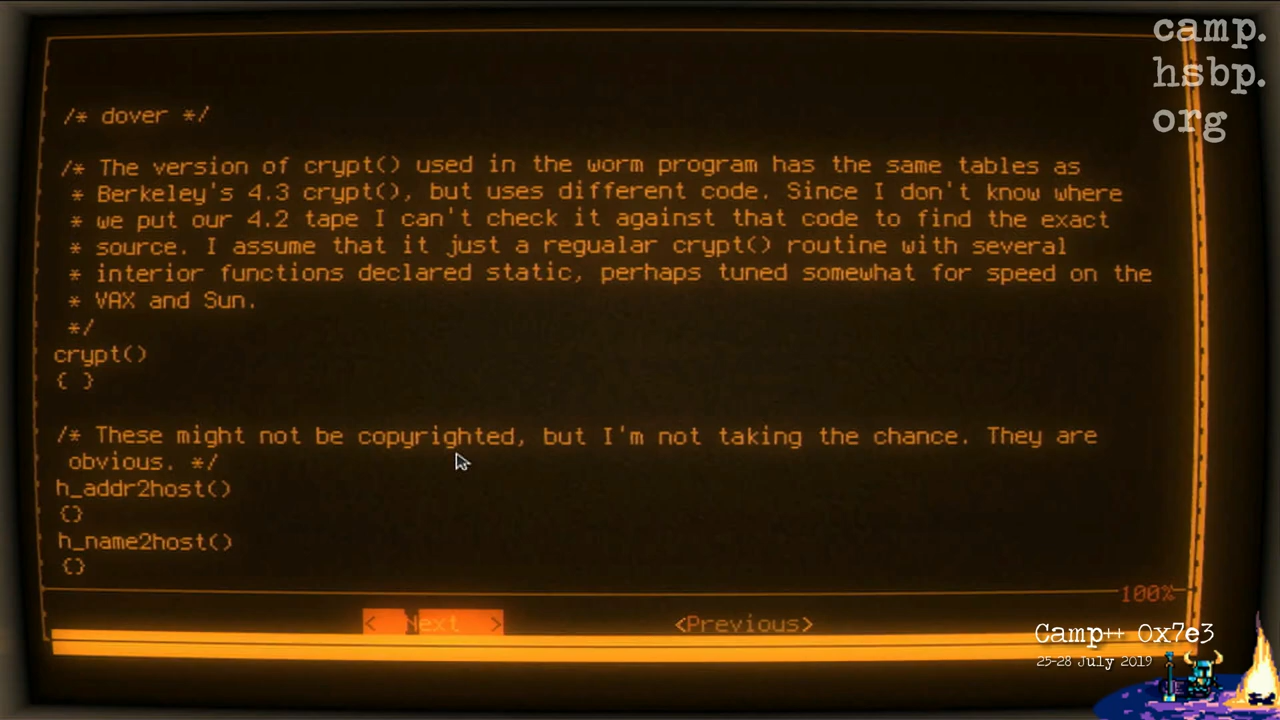 camp.
hsbp.
org
/* dover */
/* The version of crypt() used in the worm program has the same tables as
* Berkeley's 4.3 crypt(), but uses different code. Since I don't know where
* we put our 4.2 tape I can't check it against that code to find the exact
* source. I assume that it just a regualar crypt() routine with several
* interior functions declared static, perhaps tuned somewhat for speed on the
* VAX and Sun.
*/
crypt()
{ }
/* These might not be copyrighted, but I'm not taking the chance. They are
obvious. */
h_addr2host()
{}
h_name2host()
{}
100%
< Next > <Previous>
Camp++ 0x7e3
25-28 July 2019